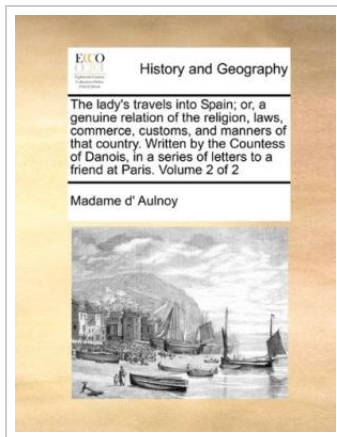 ECCO
History and Geography
The lady's travels into Spain; or, a
genuine relation of the religion, laws,
commerce, customs, and manners of
that country. Written by the Countess
of Danois, in a series of letters to a
friend at Paris. Volume 2 of 2
Madame d' Aulnoy